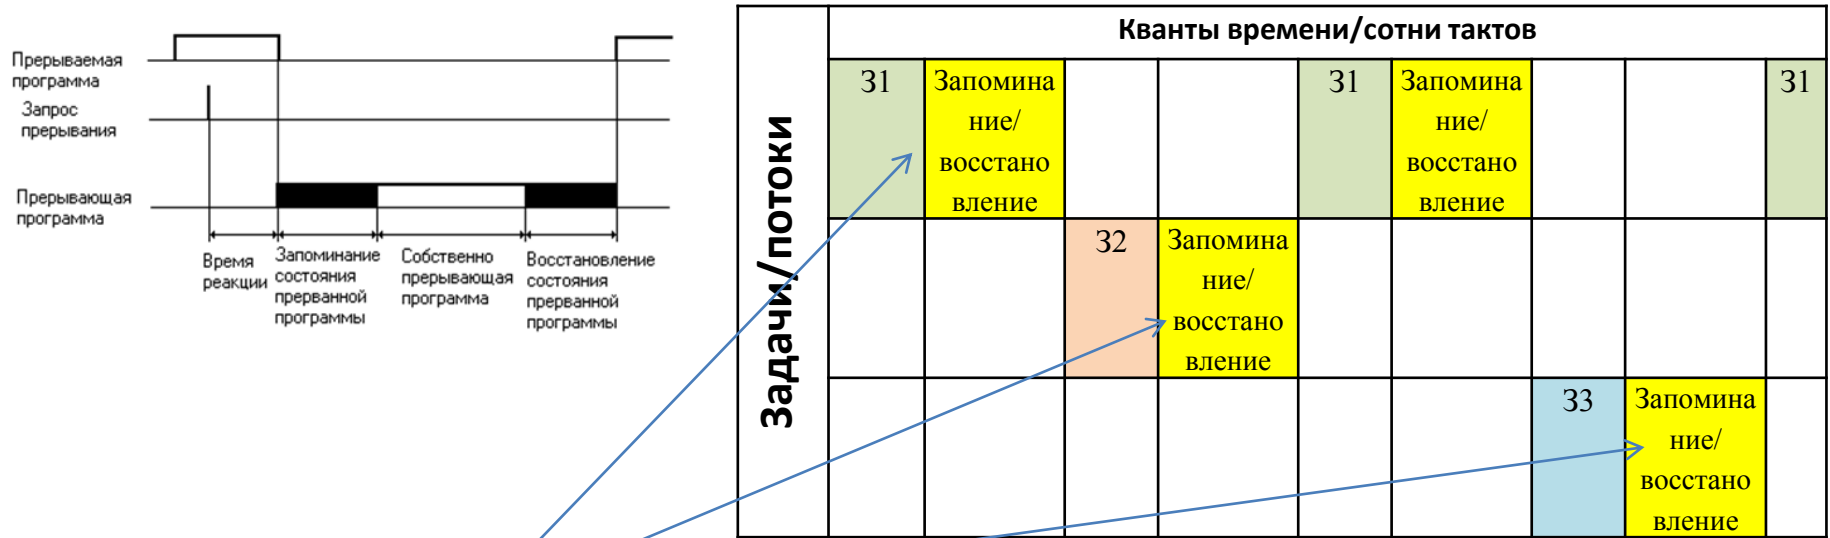 Прерываемая
программа
Запрос
прерывания
Прерывающая
программа
Время
реакции
Запоминание
состояния
прерванной
программы
Собственно
прерывающая
программа
Восстановление
состояния
прерванной
программы
Задачи/потоки
Кванты времени/сотни тактов
З1
Запомина
ние/
восстано
вление
З1
Запомина
ние/
восстано
вление
З1
З2
Запомина
ние/
восстано
вление
З3
Запомина
ние/
восстано
вление